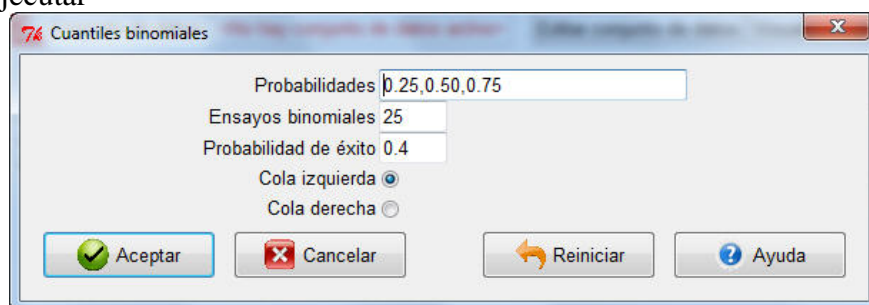 jecutar
Cuantiles binomiales
Probabilidades 0.25,0.50,0.75
Ensayos binomiales 25
Probabilidad de éxito 0.4
Cola izquierda
Cola derecha
Aceptar Cancelar Reiniciar Ayuda